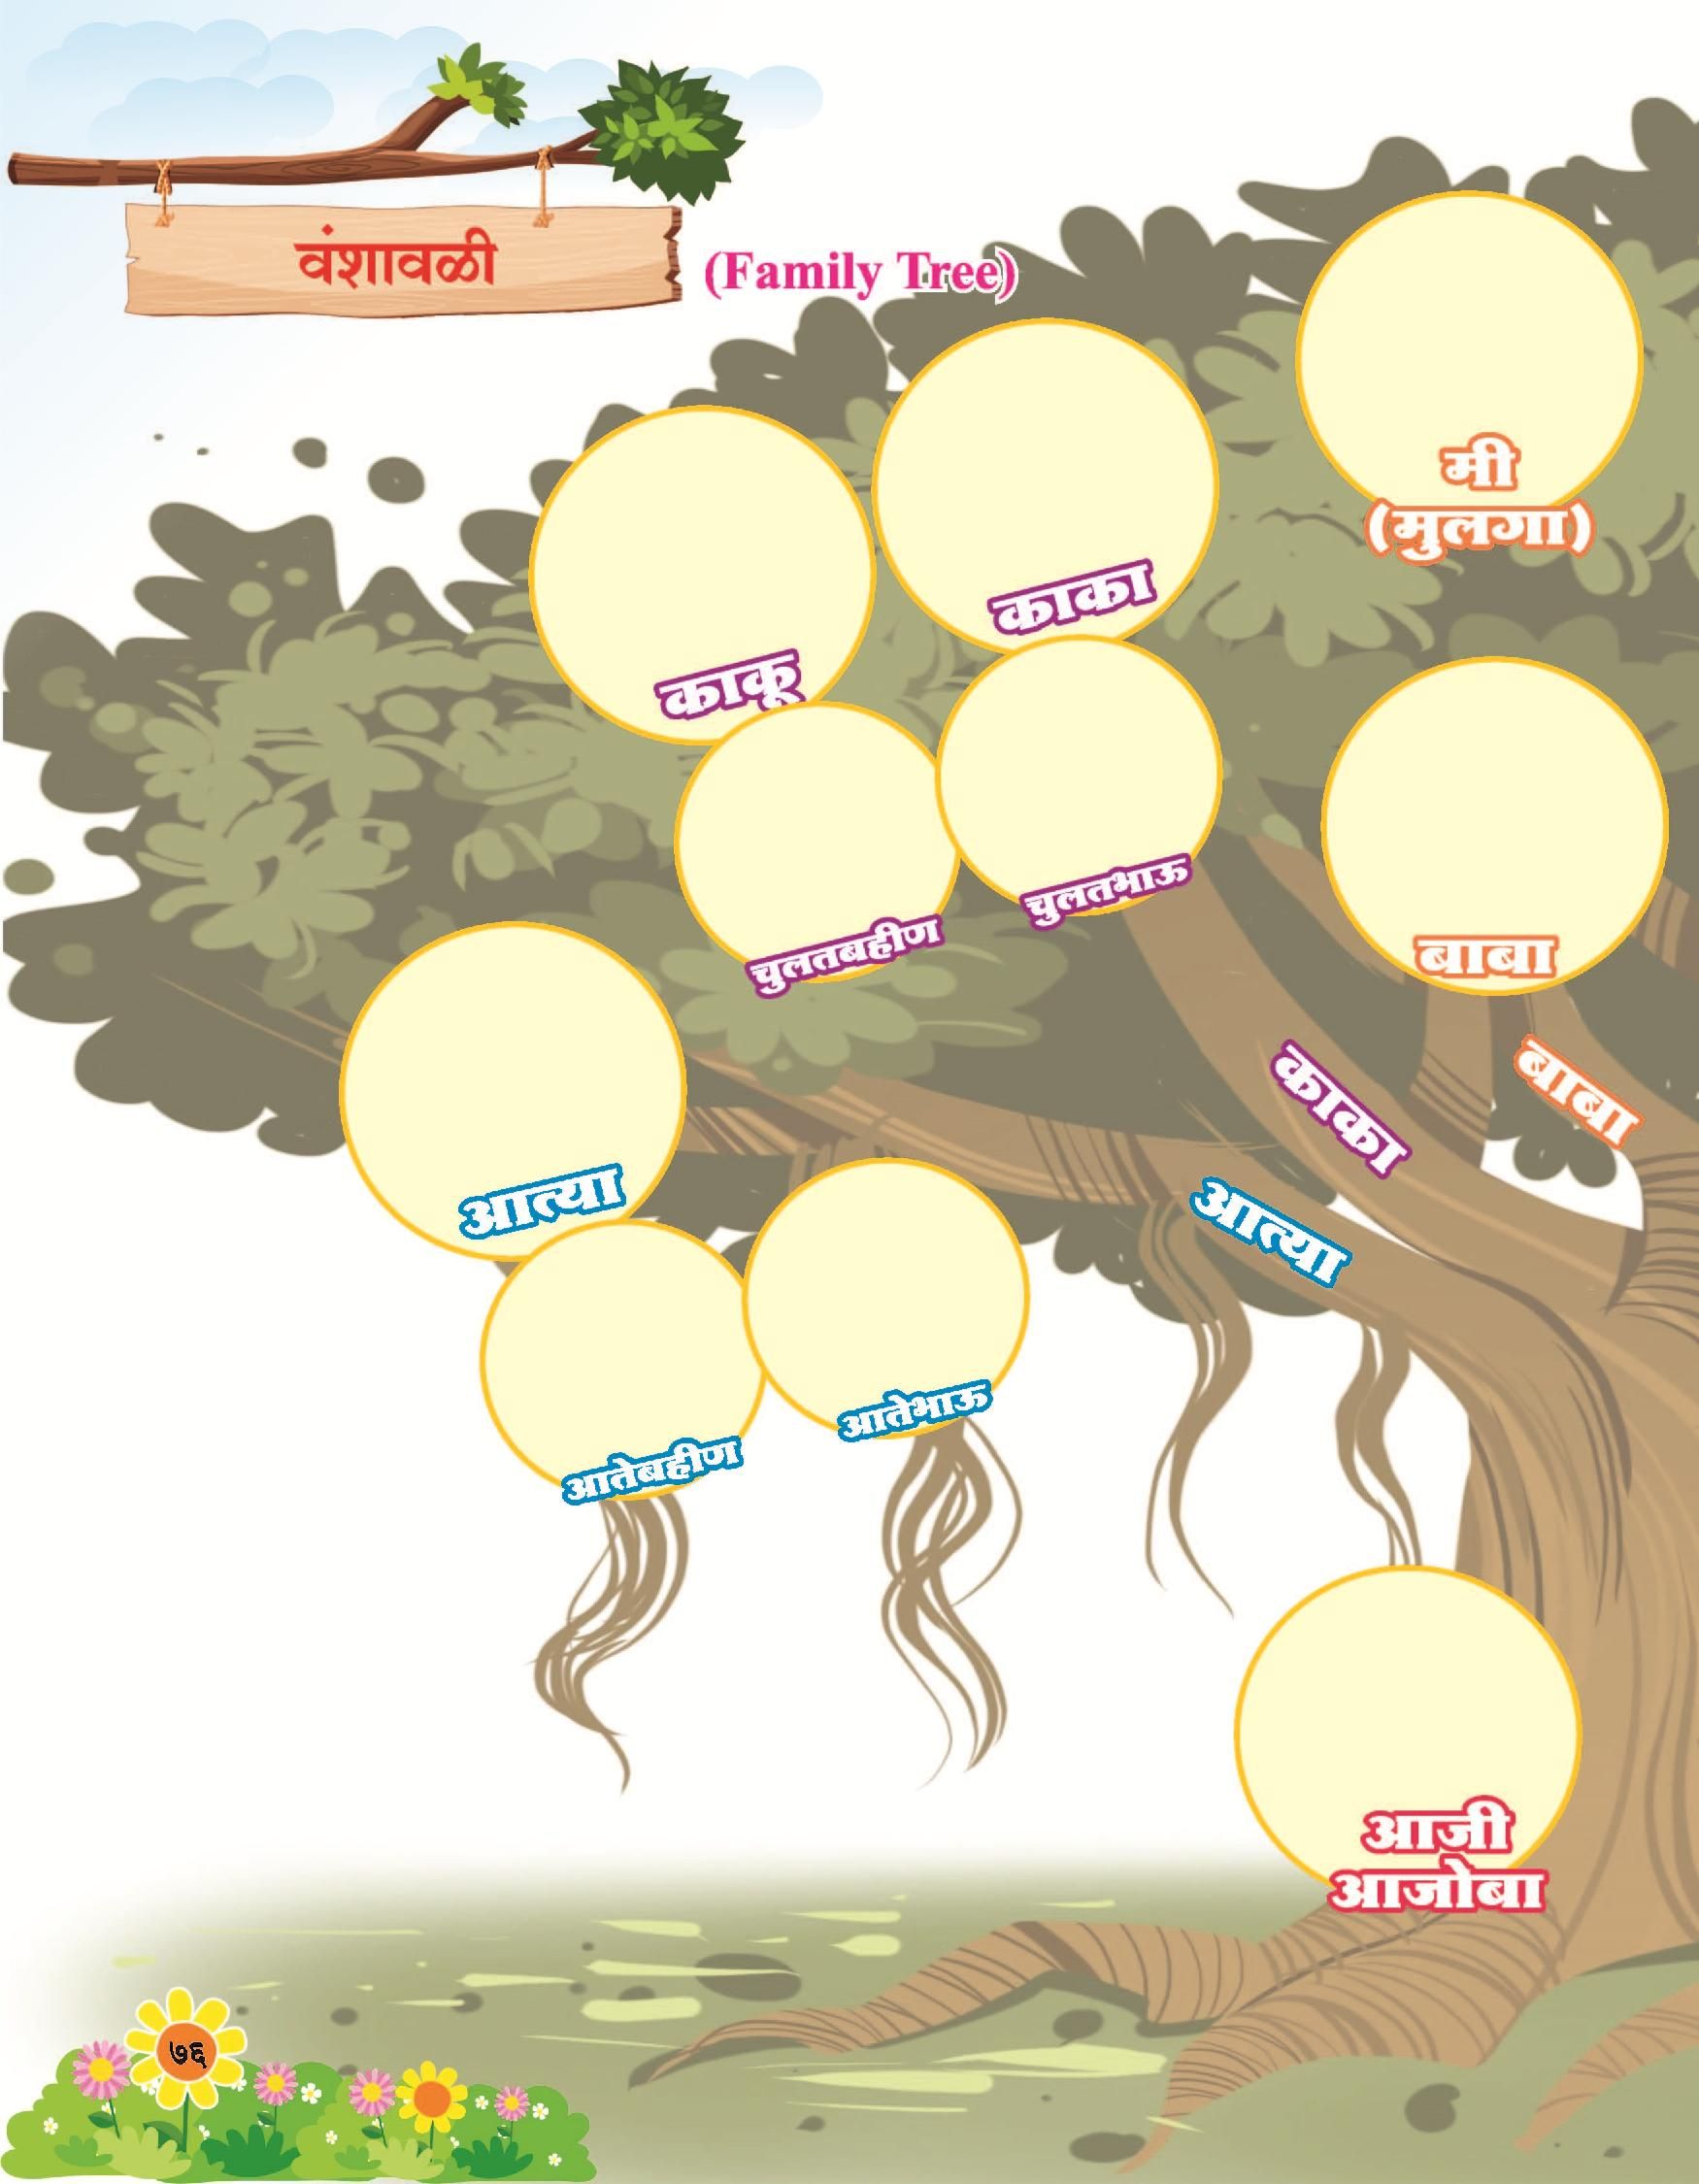 वंशावळी
(Family Tree)
मी
(मुलगा)
काका
काकू
चुलतभाऊ
चुलतबहीण
बाबा
काका
बाबा
आत्या
आत्या
आतेभाऊ
आतेबहीण
आजी
आजोबा
७६